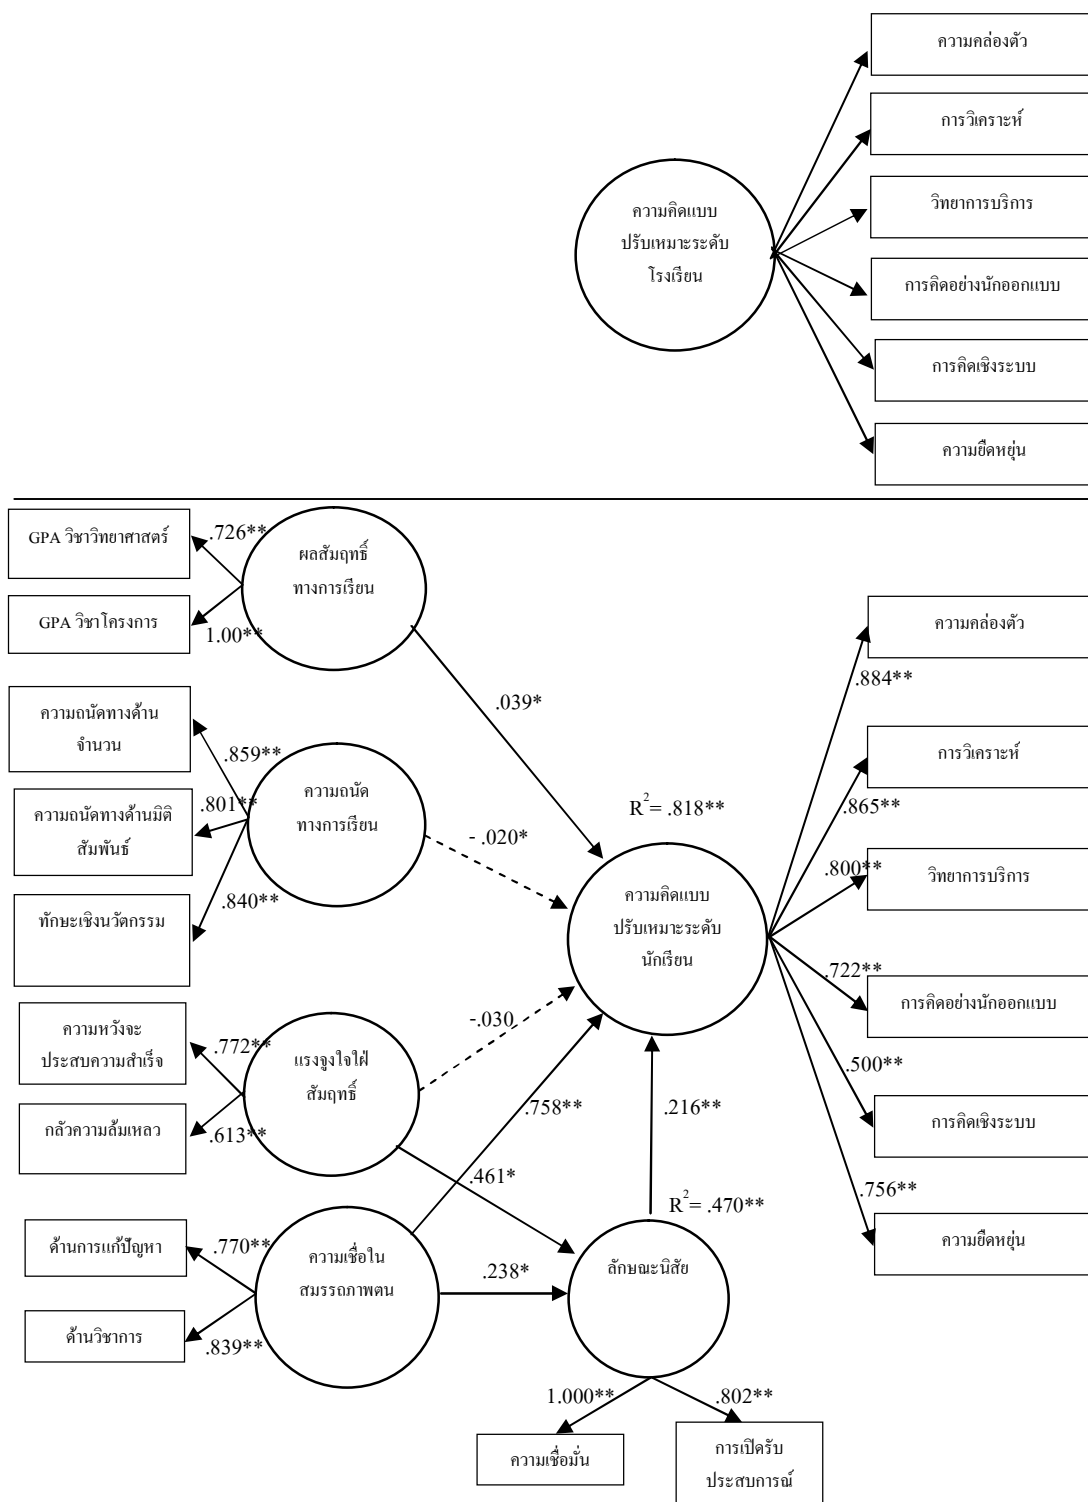 ความคล่องตัว
การวิเคราะห์
วิทยาการบริการ
ความคิดแบบ
ปรับเหมาะระดับ
โรงเรียน
การคิดอย่างนักออกแบบ
การคิดเชิงระบบ
ความยืดหยุ่น
GPA วิชาวิทยาศาสตร์
.726**
ผลสัมฤทธิ์
ทางการเรียน
GPA วิชาโครงการ
1.00**
ความคล่องตัว
.884**
.039*
ความถนัดทางด้าน
จำนวน
.859**
การวิเคราะห์
.865**
ความถนัดทางด้านมิติ
สัมพันธ์
.801**
ความถนัด
ทางการเรียน
R2= .818**
- .020*
.800**
วิทยาการบริการ
ทักษะเชิงนวัตกรรม
.840**
ความคิดแบบ
ปรับเหมาะระดับ
นักเรียน
.722**
การคิดอย่างนักออกแบบ
ความหวังจะ
ประสบความสำเร็จ
.772**
แรงจูงใจใฝ่
สัมฤทธิ์
-.030
.500**
การคิดเชิงระบบ
กลัวความล้มเหลว
.613**
.758**
.216**
.461*
.756**
R2= .470**
ความยืดหยุ่น
ด้านการแก้ปัญหา
.770**
ความเชื่อใน
สมรรถภาพตน
.238*
ลักษณะนิสัย
ด้านวิชาการ
.839**
1.000**
.802**
ความเชื่อมั่น
การเปิดรับ
ประสบการณ์